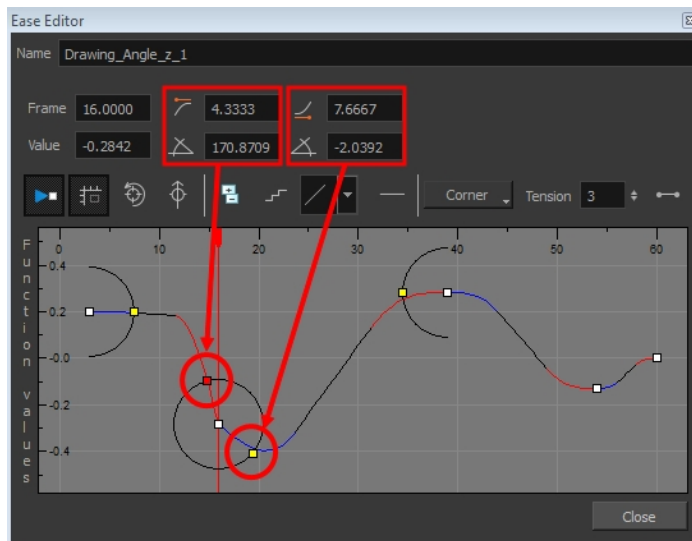 Ease Editor
Name Drawing_Angle_z_1
Frame 16.0000 4.3333 7.6667
Value -0.2842 170.8709 -2.0392
Corner Tension 3
0 10 20 30 40 50 60
Function values
-0.4
-0.2
-0.0
-0.2
-0.4
Close